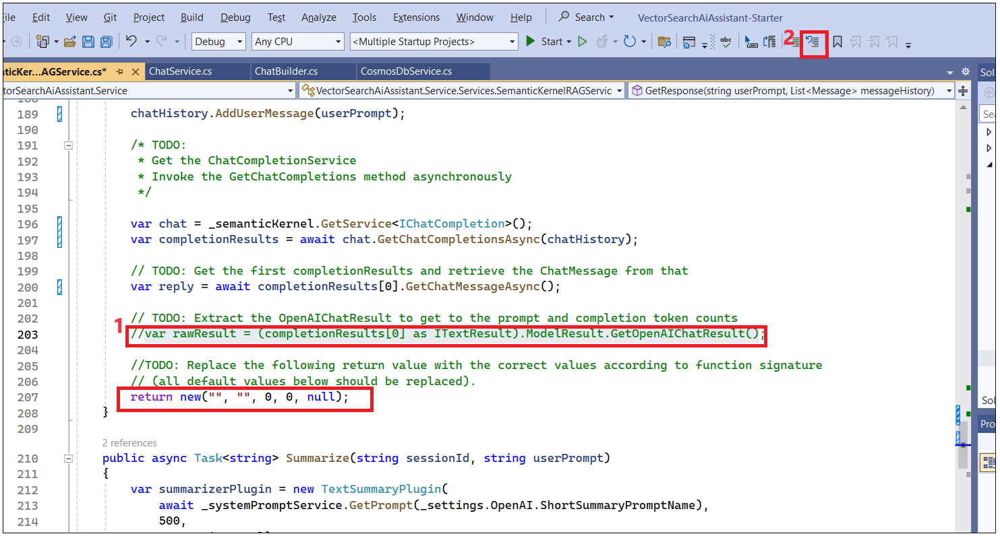 ile Edit View Git Project Build Debug Test Analyze Tools Extensions Window Help Search VectorSearchAiAssistant-Starter
Debug Any CPU <Multiple Startup Projects> Start abc 2
nticKer...AGService.cs* ChatService.cs ChatBuilder.cs CosmosDbService.cs Sol
torSearchAiAssistant.Service VectorSearchAiAssistant.Service.Services.SemanticKernelRAGServic GetResponse(string userPrompt, List<Message> messageHistory)
188
189 chatHistory.AddUserMessage(userPrompt); Sea
190
191 /* TODO:
192 * Get the ChatCompletionService
193 * Invoke the GetChatCompletions method asynchronously
194 */
195
196 var chat = _semanticKernel.GetService<IChatCompletion>();
197 var completionResults = await chat.GetChatCompletionsAsync(chatHistory);
198
199 // TODO: Get the first completionResults and retrieve the ChatMessage from that
200 var reply = await completionResults[0].GetChatMessageAsync();
201
202 // TODO: Extract the OpenAIChatResult to get to the prompt and completion token counts
1
203 //var rawResult = (completionResults[0] as ITextResult).ModelResult.GetOpenAIChatResult();
204
205 //TODO: Replace the following return value with the correct values according to function signature
206 // (all default values below should be replaced).
207 return new("", "", 0, 0, null); Sol
208 }
209 Pro
2 references
210 public async Task<string> Summarize(string sessionId, string userPrompt)
211 {
212 var summarizerPlugin = new TextSummaryPlugin(
213 await _systemPromptService.GetPrompt(_settings.OpenAI.ShortSummaryPromptName),
214 500,